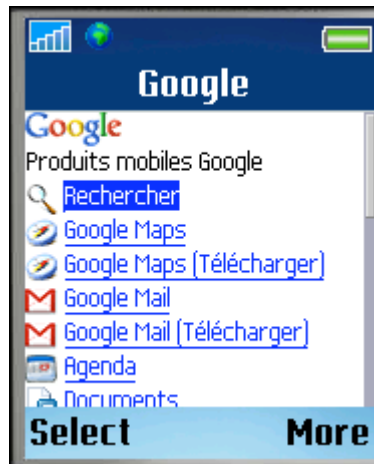 Google
Google
Produits mobiles Google
Rechercher
Google Maps
Google Maps (Télécharger)
Google Mail
Google Mail (Télécharger)
Agenda
Documents
Select More